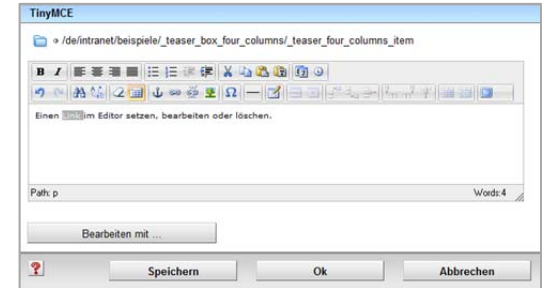 TinyMCE
/de/intranet/beispiele/_teaser_box_four_columns/_teaser_four_columns_item
B I
Einen Link im Editor setzen, bearbeiten oder löschen.
Path: p Words:4
Bearbeiten mit ...
? Speichern Ok Abbrechen